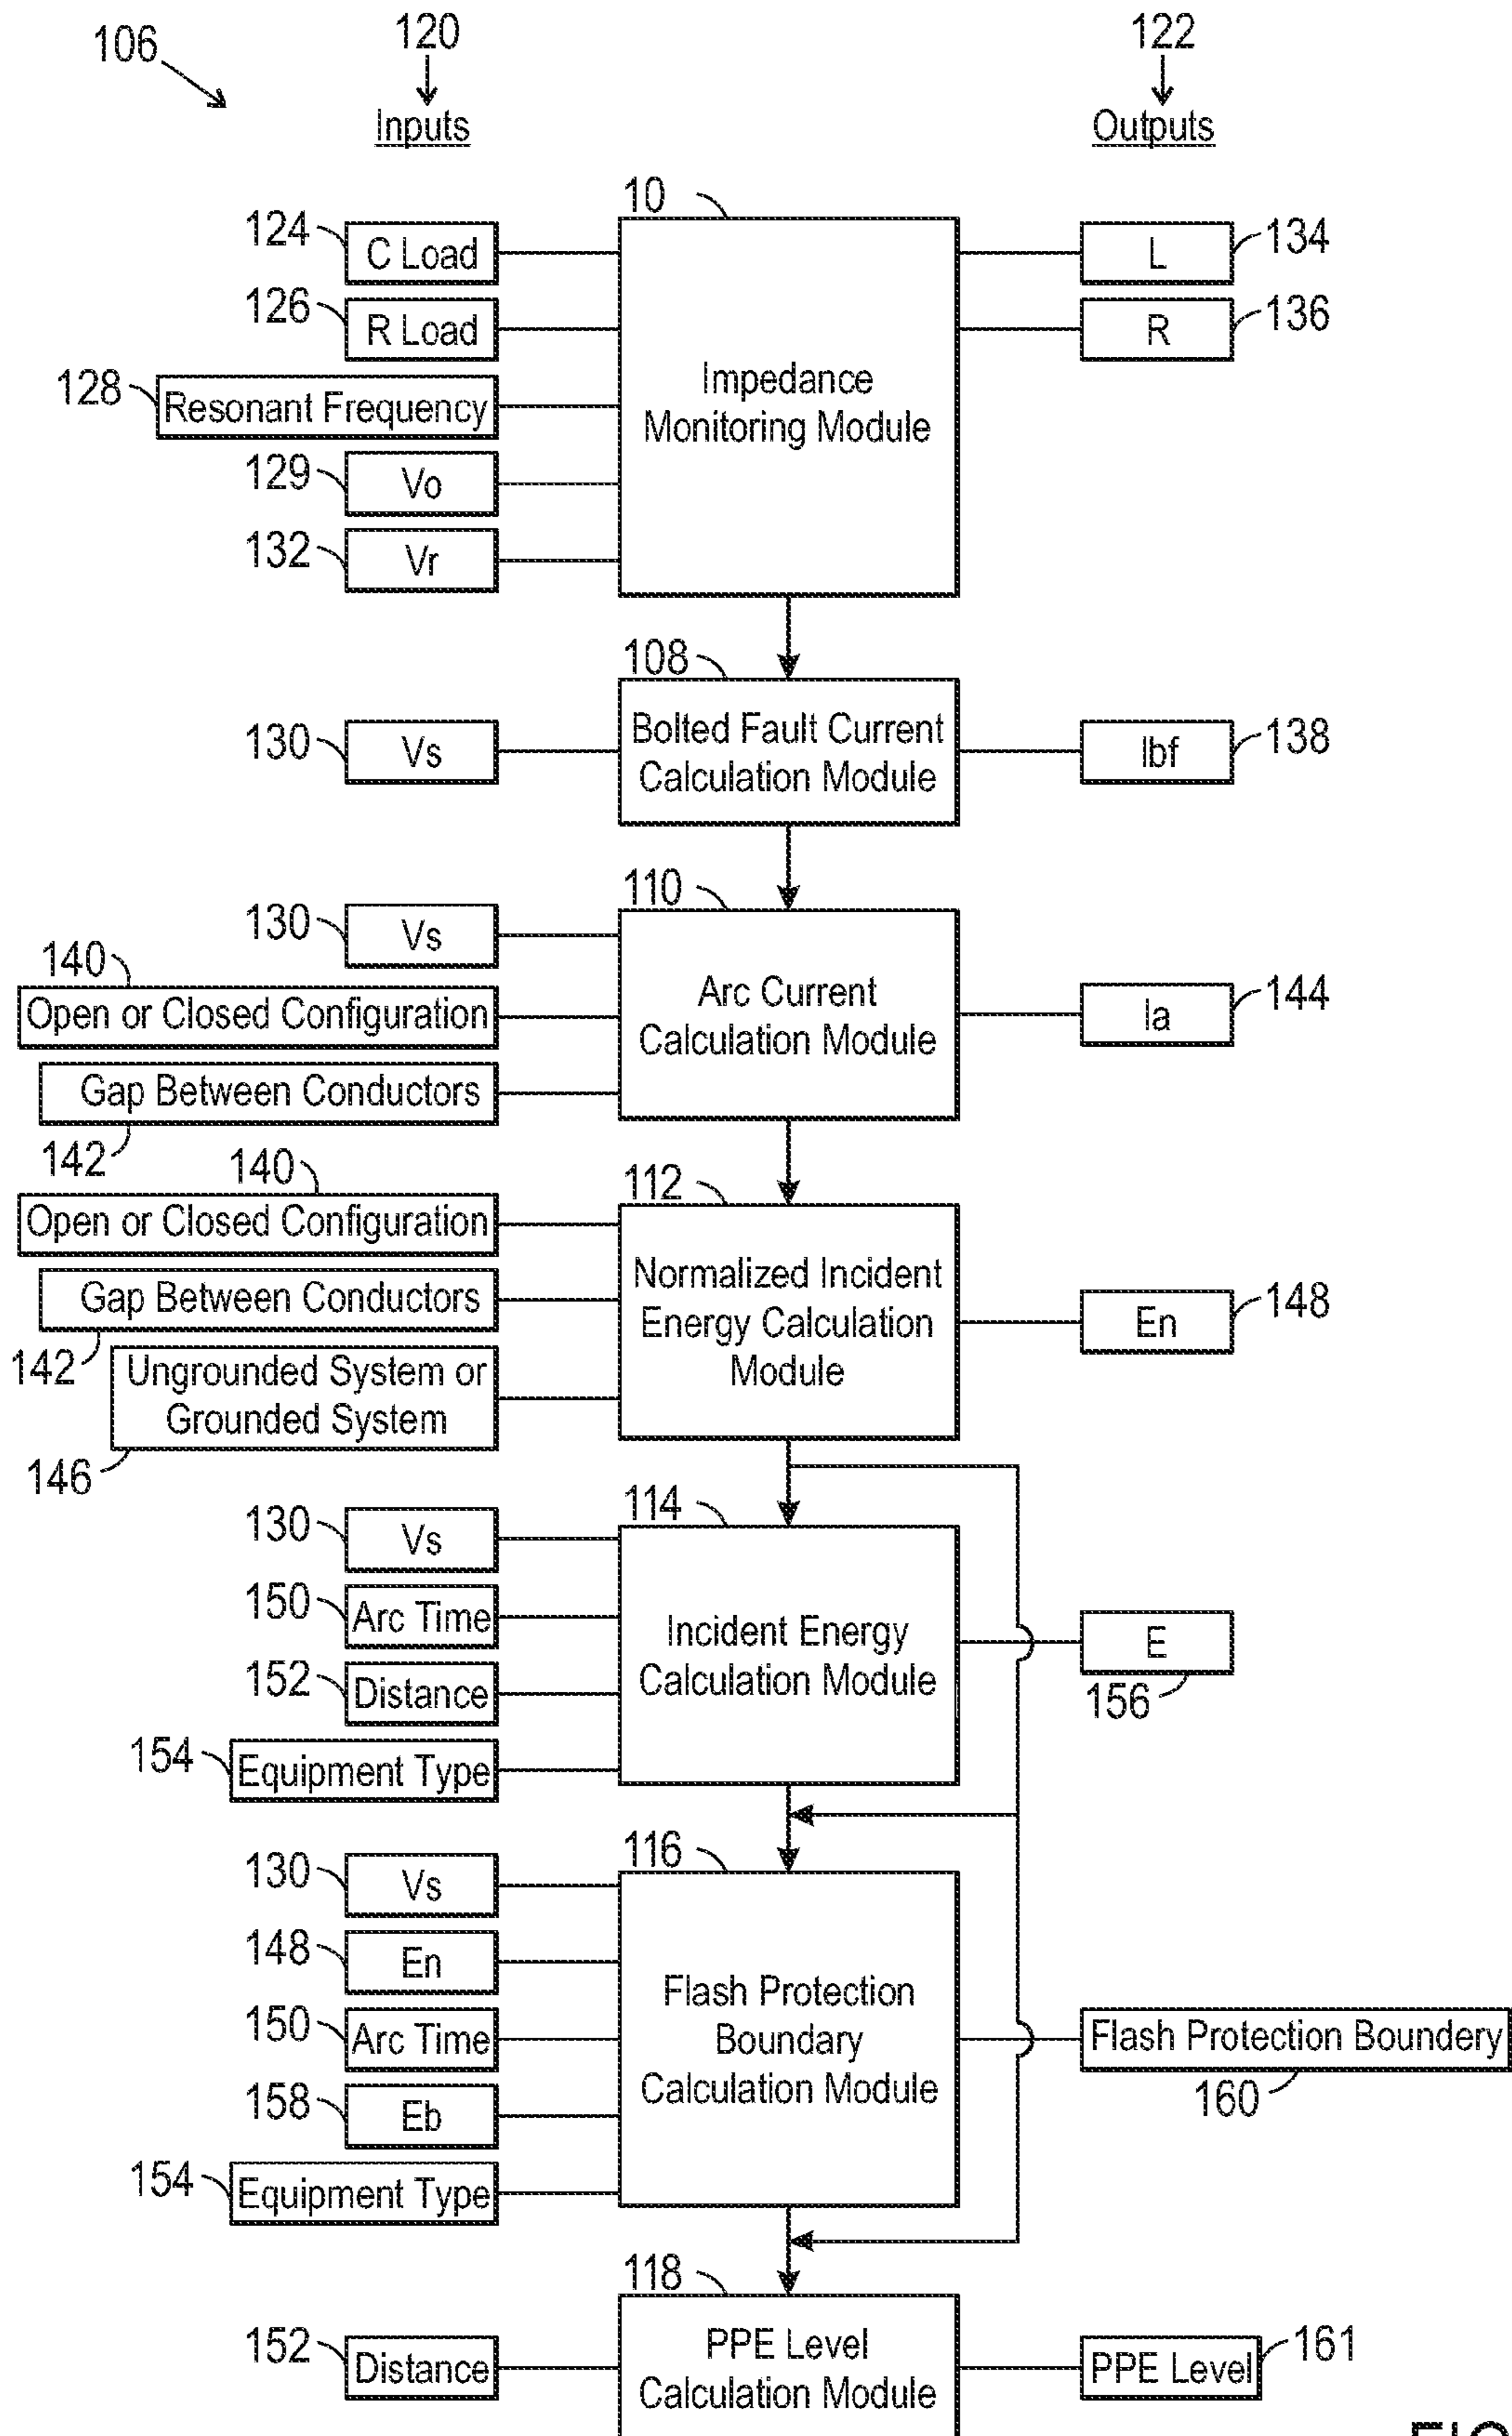 106
120
122
Inputs
Outputs
10
124
C Load
L
134
126
R Load
R
136
128
Resonant Frequency
Impedance
Monitoring Module
129
Vo
132
Vr
108
130
Vs
Bolted Fault Current
Calculation Module
Ibf
138
110
130
Vs
140
Open or Closed Configuration
Arc Current
Calculation Module
Ia
144
Gap Between Conductors
142
140
112
Open or Closed Configuration
Gap Between Conductors
142
Normalized Incident
Energy Calculation
Module
En
148
Ungrounded System or
Grounded System
146
114
130
Vs
150
Arc Time
Incident Energy
Calculation Module
E
156
152
Distance
154
Equipment Type
116
130
Vs
148
En
150
Arc Time
Flash Protection
Boundary
Calculation Module
Flash Protection Boundery
160
158
Eb
154
Equipment Type
118
152
Distance
PPE Level
Calculation Module
PPE Level
161